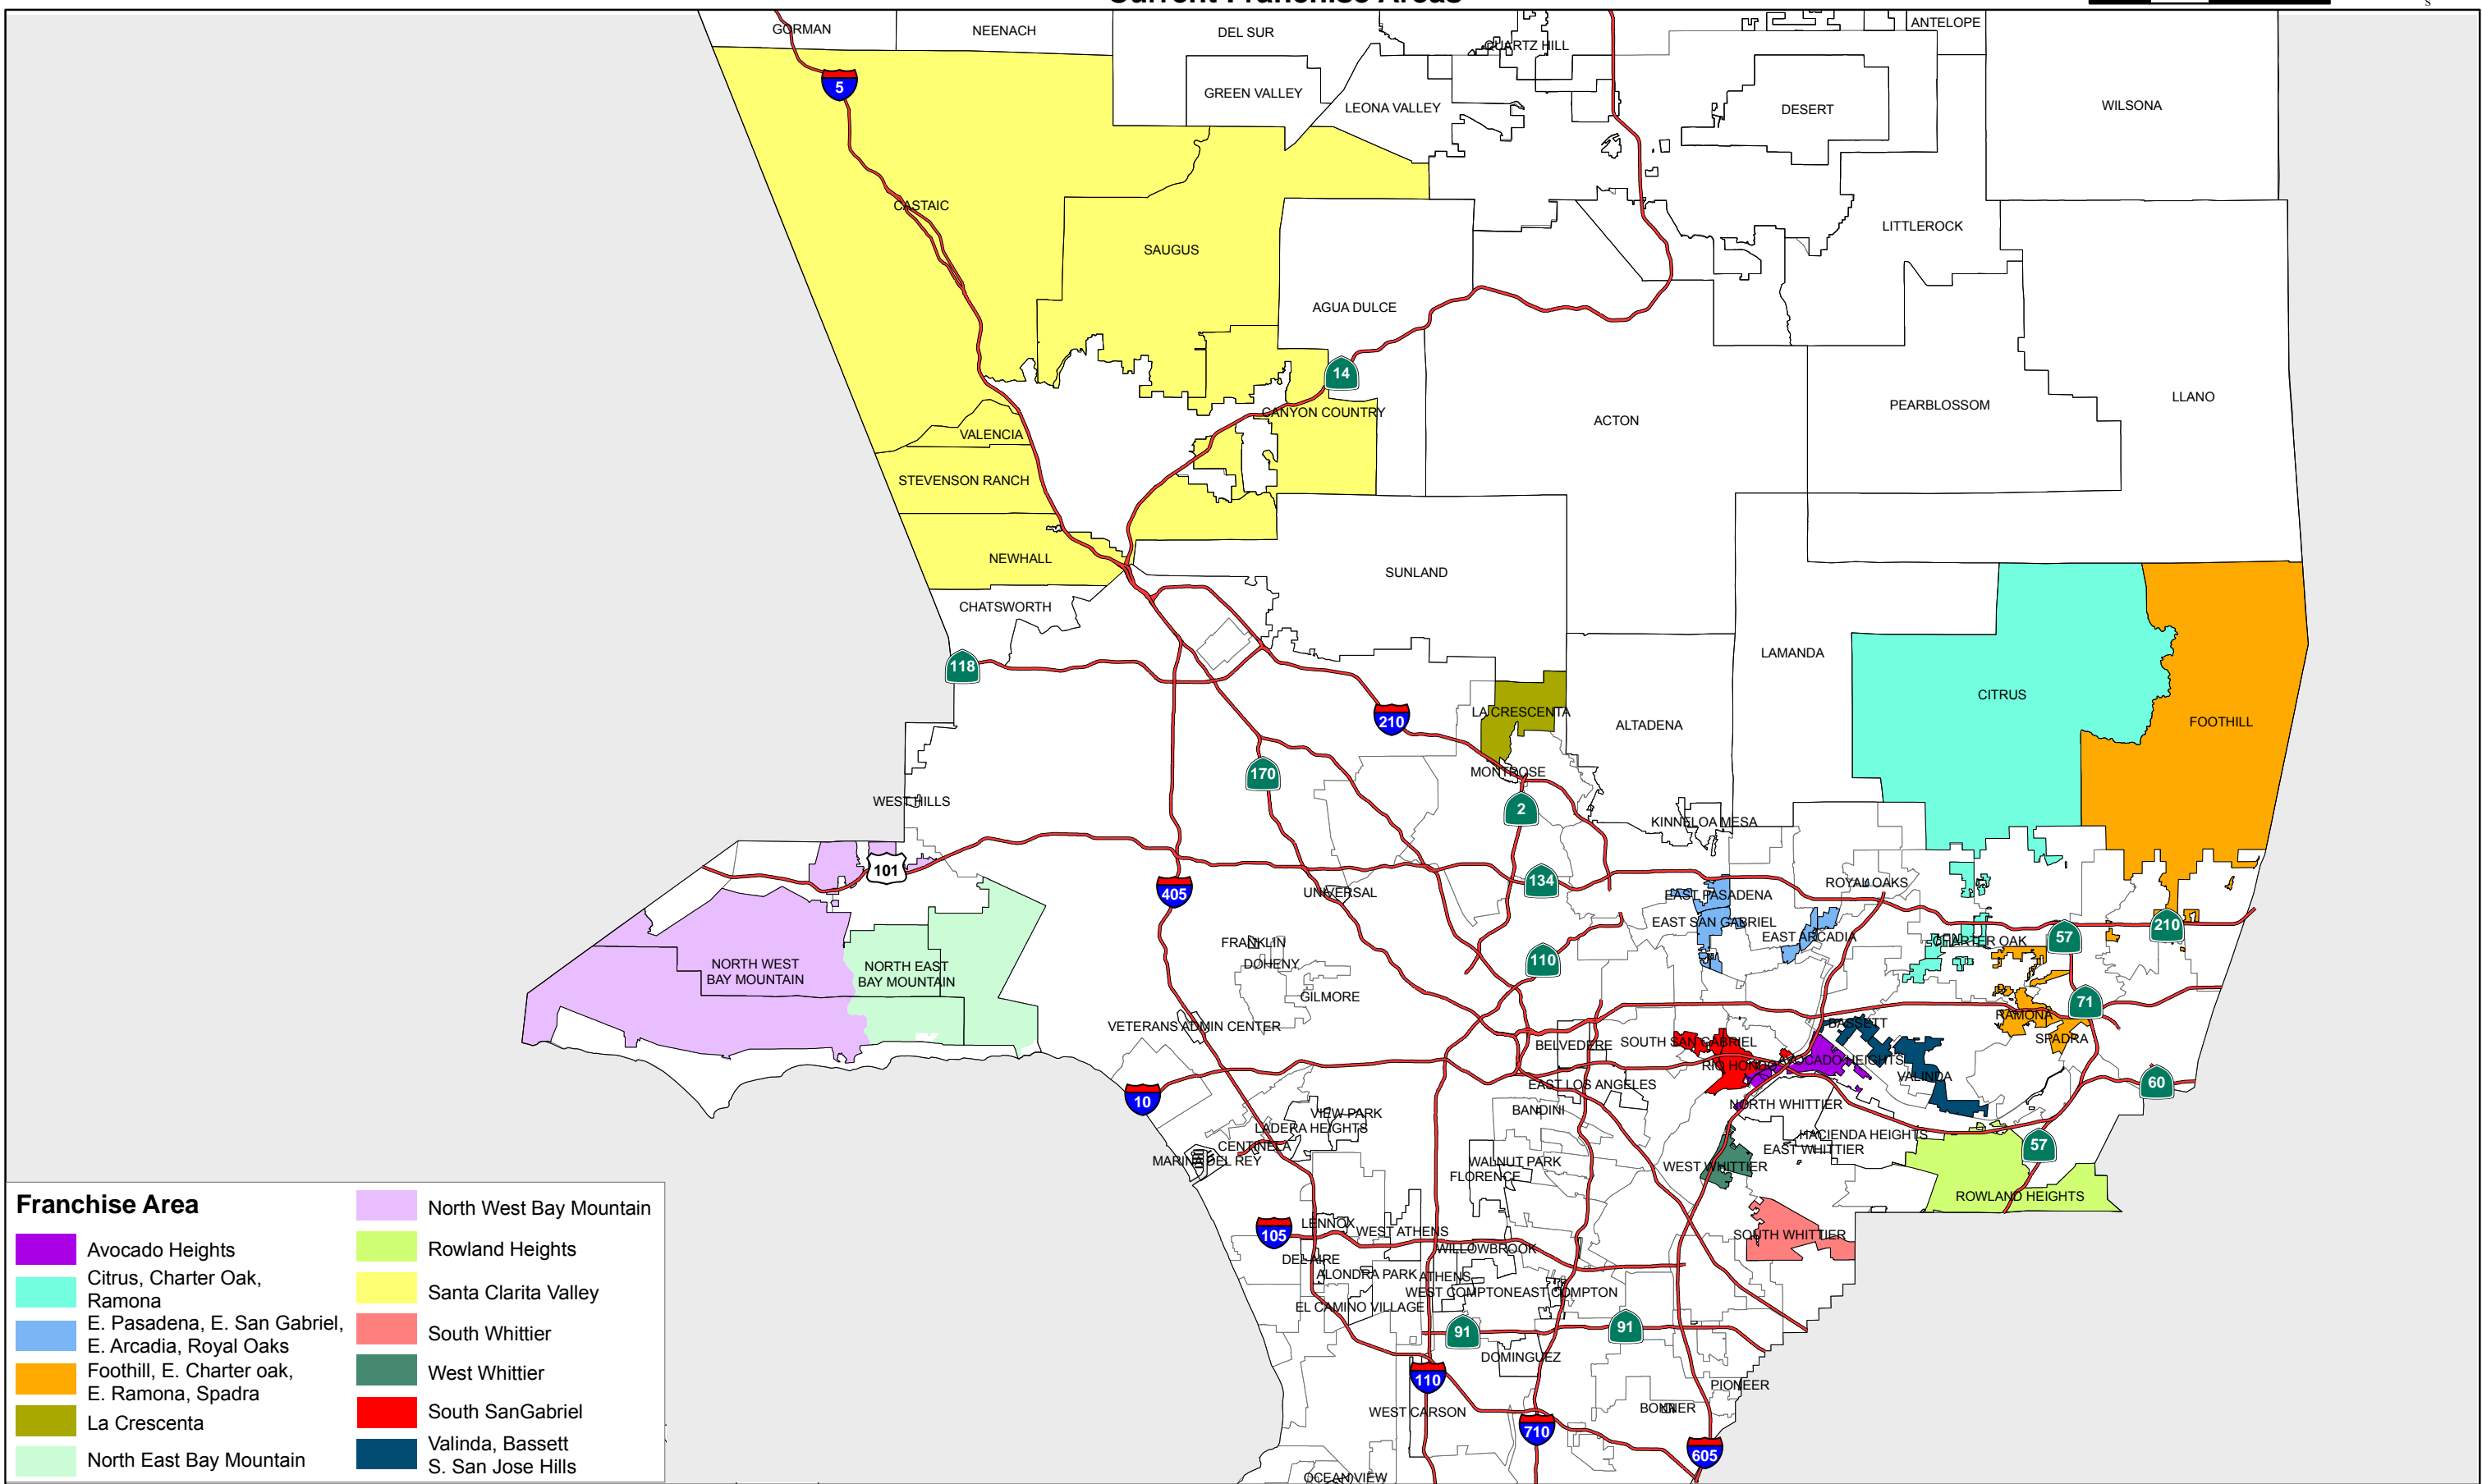 Current Franchise Areas
S
GORMAN
NEENACH
DEL SUR
QUARTZ HILL
ANTELOPE
5
GREEN VALLEY
LEONA VALLEY
DESERT
WILSONA
CASTAIC
SAUGUS
LITTLEROCK
AGUA DULCE
14
CANYON COUNTRY
ACTON
PEARBLOSSOM
LLANO
VALENCIA
STEVENSON RANCH
NEWHALL
SUNLAND
CHATSWORTH
118
LAMANDA
CITRUS
FOOTHILL
210
LA CRESCENTA
ALTADENA
170
MONTROSE
2
WEST HILLS
KINNELOA MESA
101
405
134
UNIVERSAL
EAST PASADENA
ROYAL OAKS
EAST SAN GABRIEL
EAST ARCADIA
CHARTER OAK
57
210
FRANKLIN
DOHENY
110
NORTH WEST
BAY MOUNTAIN
NORTH EAST
BAY MOUNTAIN
GILMORE
71
VETERANS ADMIN CENTER
BASSETT
RAMONA
BELVEDERE
SOUTH SAN GABRIEL
SPADRA
RIO HONDO
AVOCADO HEIGHTS
VALINDA
EAST LOS ANGELES
60
10
BANDINI
NORTH WHITTIER
VIEW PARK
LADERA HEIGHTS
CENTINELA
HACIENDA HEIGHTS
EAST WHITTIER
57
MARINA DEL REY
WALNUT PARK
FLORENCE
WEST WHITTIER
ROWLAND HEIGHTS
LENNOX
105
WEST ATHENS
SOUTH WHITTIER
WILLOWBROOK
DEL AIRE
ALONDRA PARK
ATHENS
WEST COMPTON
EAST COMPTON
EL CAMINO VILLAGE
91
91
DOMINGUEZ
110
PIONEER
WEST CARSON
BONNER
710
605
OCEANVIEW
Franchise Area
Avocado Heights
Citrus, Charter Oak,
Ramona
E. Pasadena, E. San Gabriel,
E. Arcadia, Royal Oaks
Foothill, E. Charter oak,
E. Ramona, Spadra
La Crescenta
North East Bay Mountain
North West Bay Mountain
Rowland Heights
Santa Clarita Valley
South Whittier
West Whittier
South SanGabriel
Valinda, Bassett
S. San Jose Hills